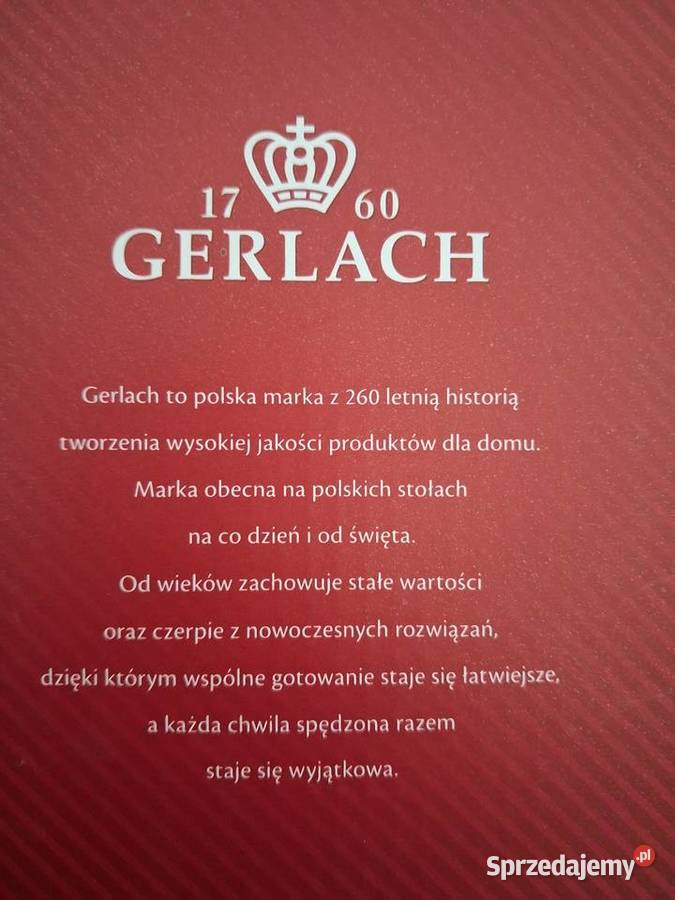 17 60
GERLACH
Gerlach to polska marka z 260 letnią historią
tworzenia wysokiej jakości produktów dla domu.
Marka obecna na polskich stołach
na co dzień i od święta.
Od wieków zachowuje stałe wartości
oraz czerpie z nowoczesnych rozwiązań,
dzięki którym wspólne gotowanie staje się łatwiejsze,
a każda chwila spędzona razem
staje się wyjątkowa.
Sprzedajemy.pl